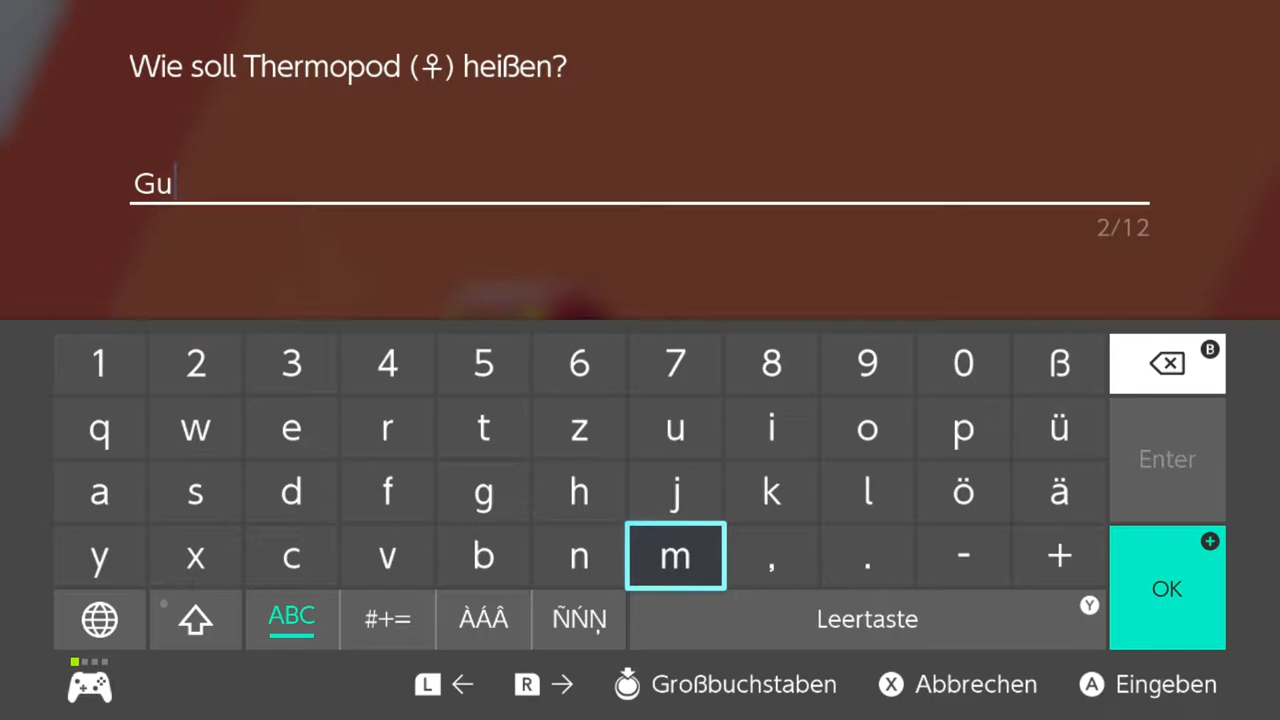 Wie soll Thermopod (♀) heißen?
Gu
2/12
1 2 3 4 5 6 7 8 9 0 ß B
q w e r t z u i o p ü Enter
a s d f g h j k l ö ä
y x c v b n m , . - + + OK
ABC #+= ÀÁÂ ÑŃŅ Leertaste Y
L ← R → Großbuchstaben X Abbrechen A Eingeben